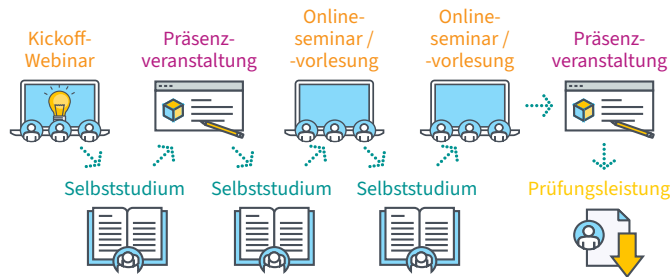 Kickoff-
Webinar
Präsenz-
veranstaltung
Online-
seminar /
-vorlesung
Online-
seminar /
-vorlesung
Präsenz-
veranstaltung
Selbststudium
Selbststudium
Selbststudium
Prüfungsleistung